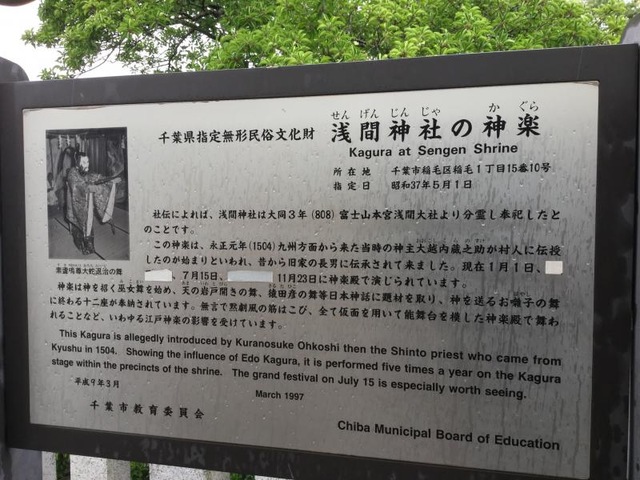 千葉県指定無形民俗文化財
せんげんじんじゃ かぐら
浅間神社の神楽
Kagura at Sengen Shrine
所在地 千葉市稲毛区稲毛1丁目15番10号
指定日 昭和37年5月1日
素盞嗚尊大蛇退治の舞
社伝によれば、浅間神社は大同3年 (808) 富士山本宮浅間大社より分霊し奉祀したと
のことです。
この神楽は、永正元年 (1504) 九州方面から来た当時の神主大越内蔵之助が村人に伝授
したのが始まりといわれ、昔から旧家の長男に伝承されて来ました。現在1月1日、
、7月15日、 11月23日に神楽殿で演じられています。
神楽は神を招く巫女舞を始め、天の岩戸開きの舞、猿田彦の舞等日本神話に題材を取り、神を送るお囃子の舞
に終わる十二座が奉納されています。無言で黙劇風の筋はこび、全て仮面を用いて能舞台を模した神楽殿で舞わ
れることなど、いわゆる江戸神楽の影響を受けています。
This Kagura is allegedly introduced by Kuranosuke Ohkoshi then the Shinto priest who came from
Kyushu in 1504. Showing the influence of Edo Kagura, it is performed five times a year on the Kagura
stage within the precincts of the shrine. The grand festival on July 15 is especially worth seeing.
平成9年3月
March 1997
千葉市教育委員会
Chiba Municipal Board of Education